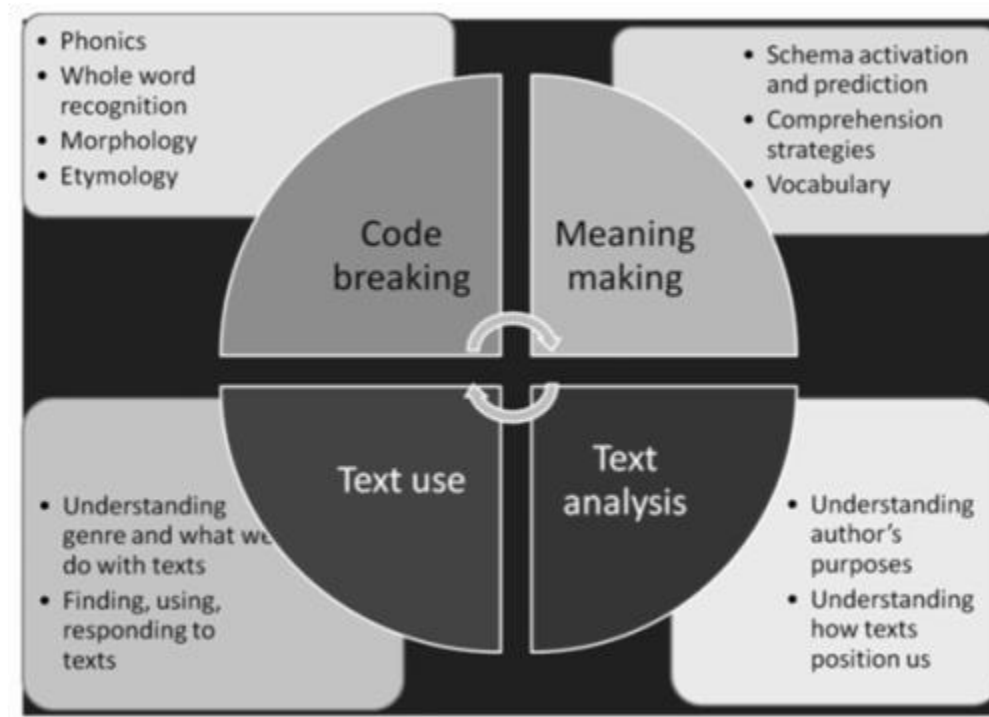 • Phonics
• Whole word
recognition
• Morphology
• Etymology
• Schema activation
and prediction
• Comprehension
strategies
• Vocabulary
Code
breaking
Meaning
making
Text use
Text
analysis
• Understanding
genre and what we
do with texts
• Finding, using,
responding to
texts
• Understanding
author's
purposes
• Understanding
how texts
position us